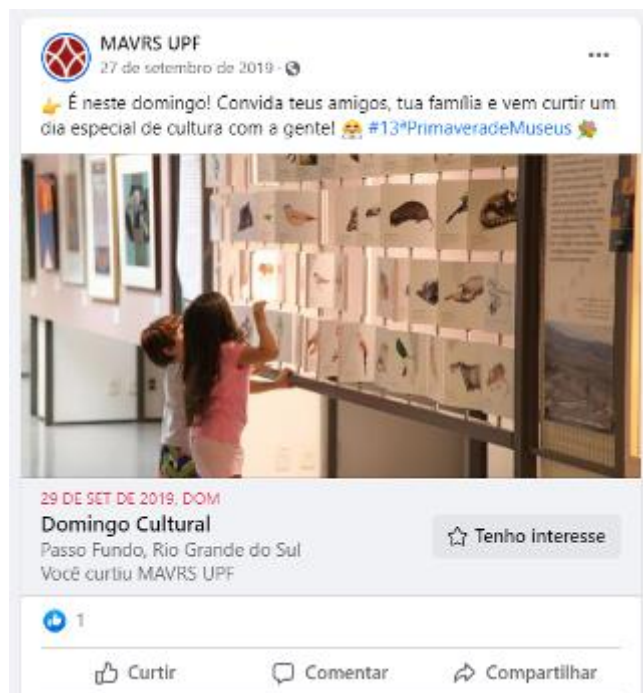 MAVRS UPF
27 de setembro de 2019
É neste domingo! Convida teus amigos, tua família e vem curtir um
dia especial de cultura com a gente! #13ªPrimaveradeMuseus
29 DE SET DE 2019, DOM
Domingo Cultural
Passo Fundo, Rio Grande do Sul
Você curtiu MAVRS UPF
Tenho interesse
1
Curtir
Comentar
Compartilhar